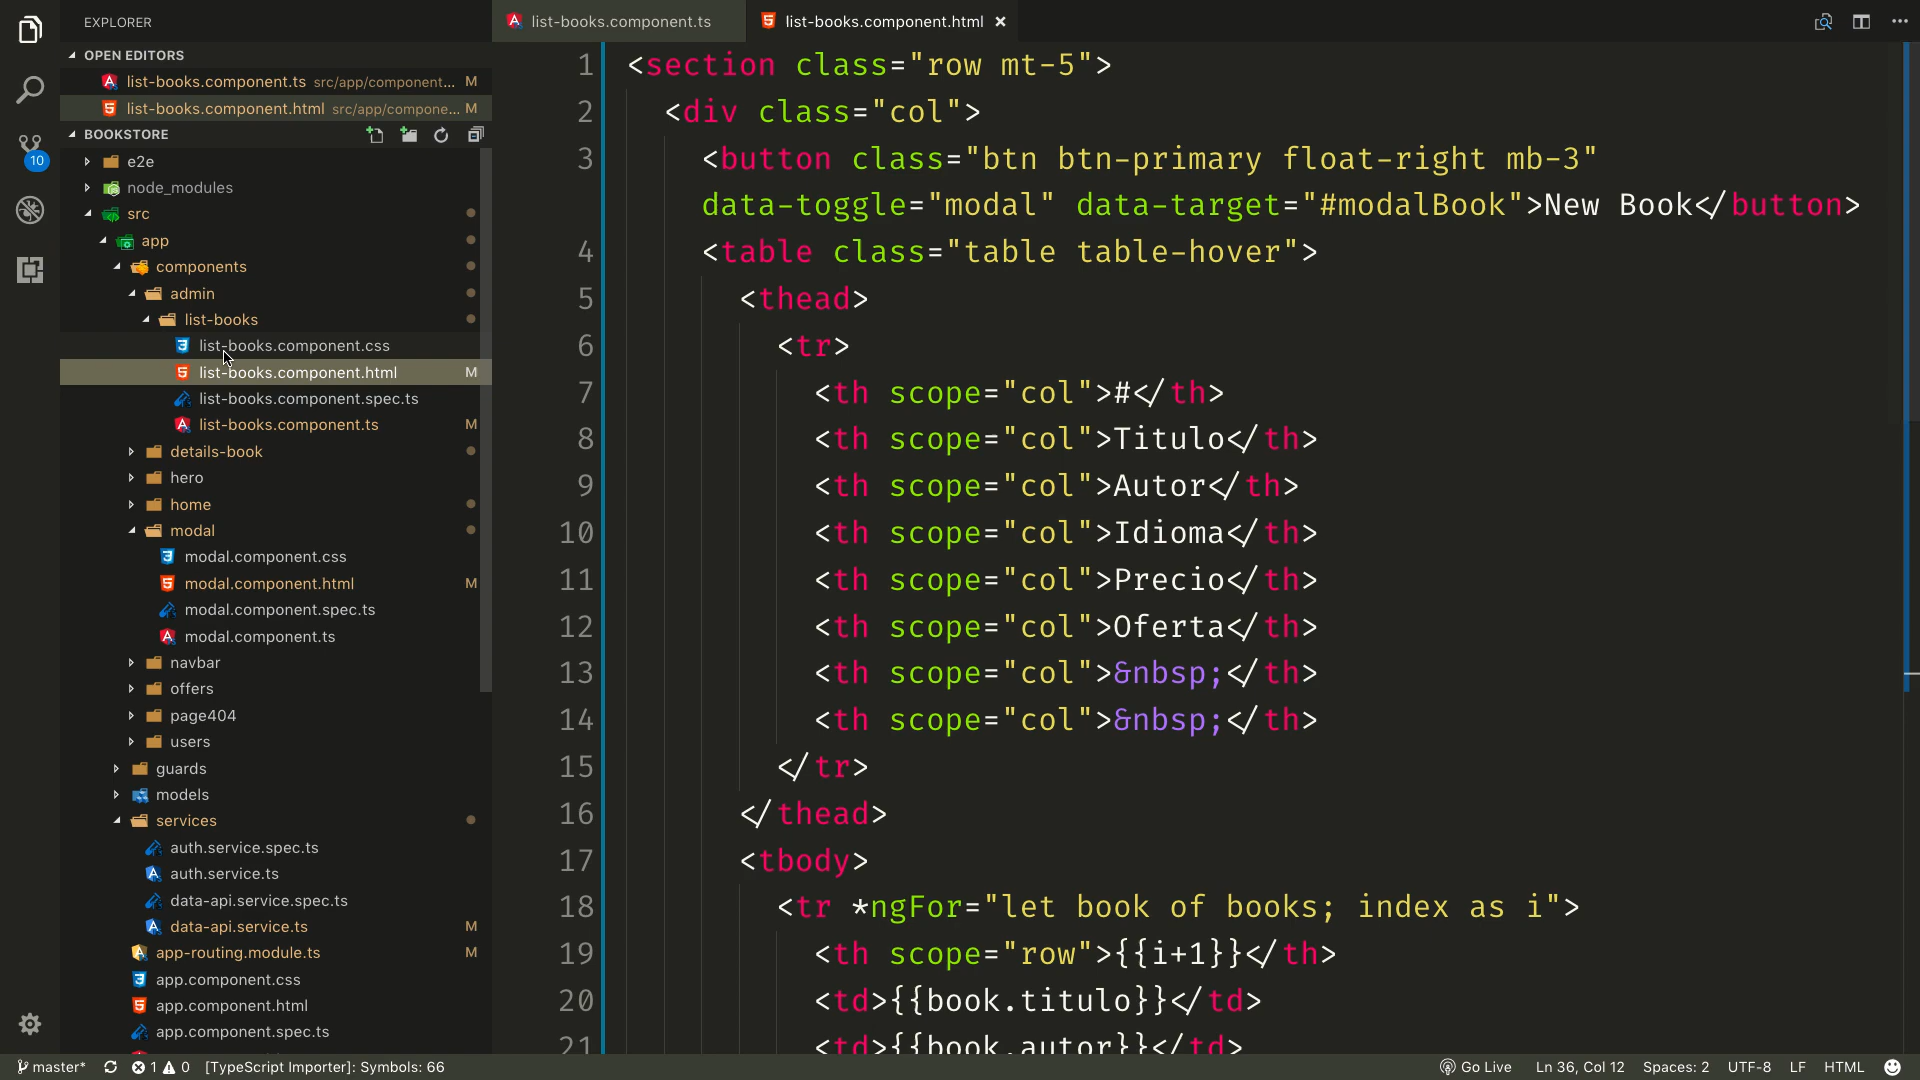 EXPLORER
OPEN EDITORS
list-books.component.ts src/app/component... M
list-books.component.html src/app/compone... M
BOOKSTORE
e2e
node_modules
src
app
components
admin
list-books
list-books.component.css
list-books.component.html M
list-books.component.spec.ts
list-books.component.ts M
details-book
hero
home
modal
modal.component.css
modal.component.html M
modal.component.spec.ts
modal.component.ts
navbar
offers
page404
users
guards
models
services
auth.service.spec.ts
auth.service.ts
data-api.service.spec.ts
data-api.service.ts M
app-routing.module.ts M
app.component.css
app.component.html
app.component.spec.ts
10
list-books.component.ts
list-books.component.html ×
1 <section class="row mt-5">
2 <div class="col">
3 <button class="btn btn-primary float-right mb-3"
data-toggle="modal" data-target="#modalBook">New Book</button>
4 <table class="table table-hover">
5 <thead>
6 <tr>
7 <th scope="col">#</th>
8 <th scope="col">Titulo</th>
9 <th scope="col">Autor</th>
10 <th scope="col">Idioma</th>
11 <th scope="col">Precio</th>
12 <th scope="col">Oferta</th>
13 <th scope="col">&nbsp;</th>
14 <th scope="col">&nbsp;</th>
15 </tr>
16 </thead>
17 <tbody>
18 <tr *ngFor="let book of books; index as i">
19 <th scope="row">{{i+1}}</th>
20 <td>{{book.titulo}}</td>
21 <td>{{book.autor}}</td>
master* 1 0 [TypeScript Importer]: Symbols: 66
Go Live Ln 36, Col 12 Spaces: 2 UTF-8 LF HTML